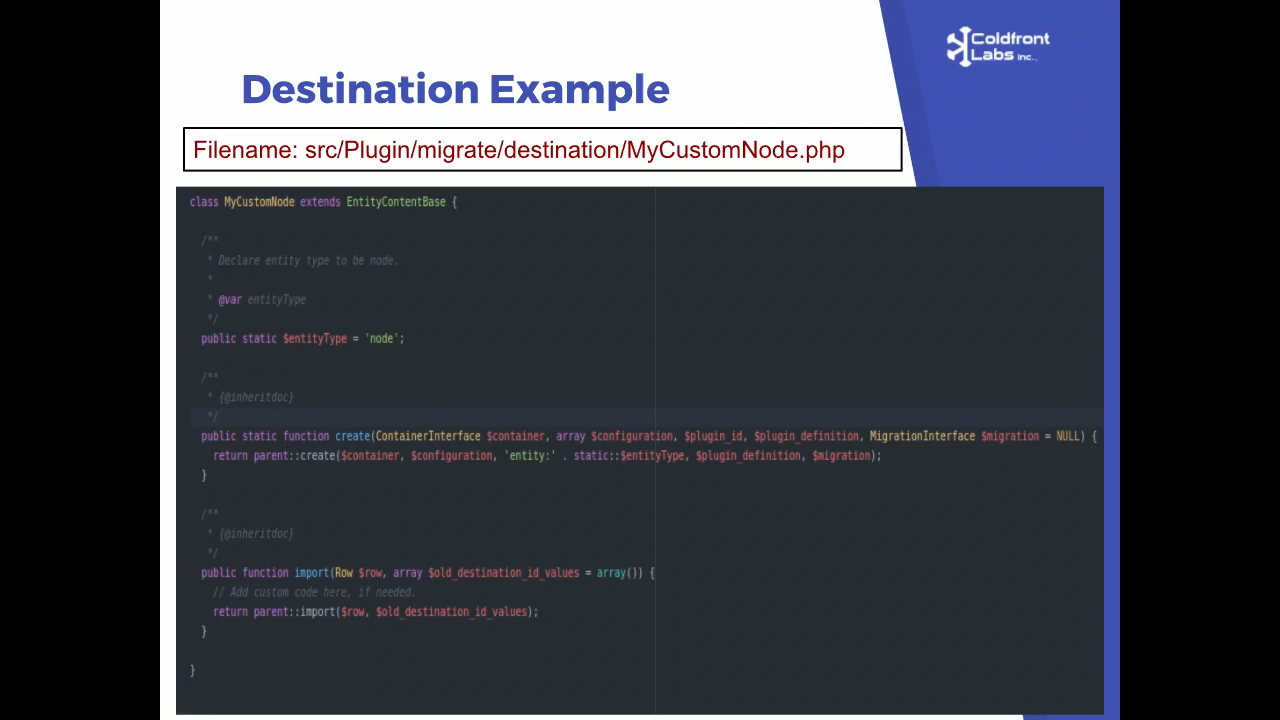 Coldfront
Labs Inc.
Destination Example
Filename: src/Plugin/migrate/destination/MyCustomNode.php
class MyCustomNode extends EntityContentBase {
/**
* Declare entity type to be node.
*
* @var entityType
*/
public static $entityType = 'node';
/**
* {@inheritdoc}
*/
public static function create(ContainerInterface $container, array $configuration, $plugin_id, $plugin_definition, MigrationInterface $migration = NULL) {
return parent::create($container, $configuration, 'entity:' . static::$entityType, $plugin_definition, $migration);
}
/**
* {@inheritdoc}
*/
public function import(Row $row, array $old_destination_id_values = array()) {
// Add custom code here, if needed.
return parent::import($row, $old_destination_id_values);
}
}